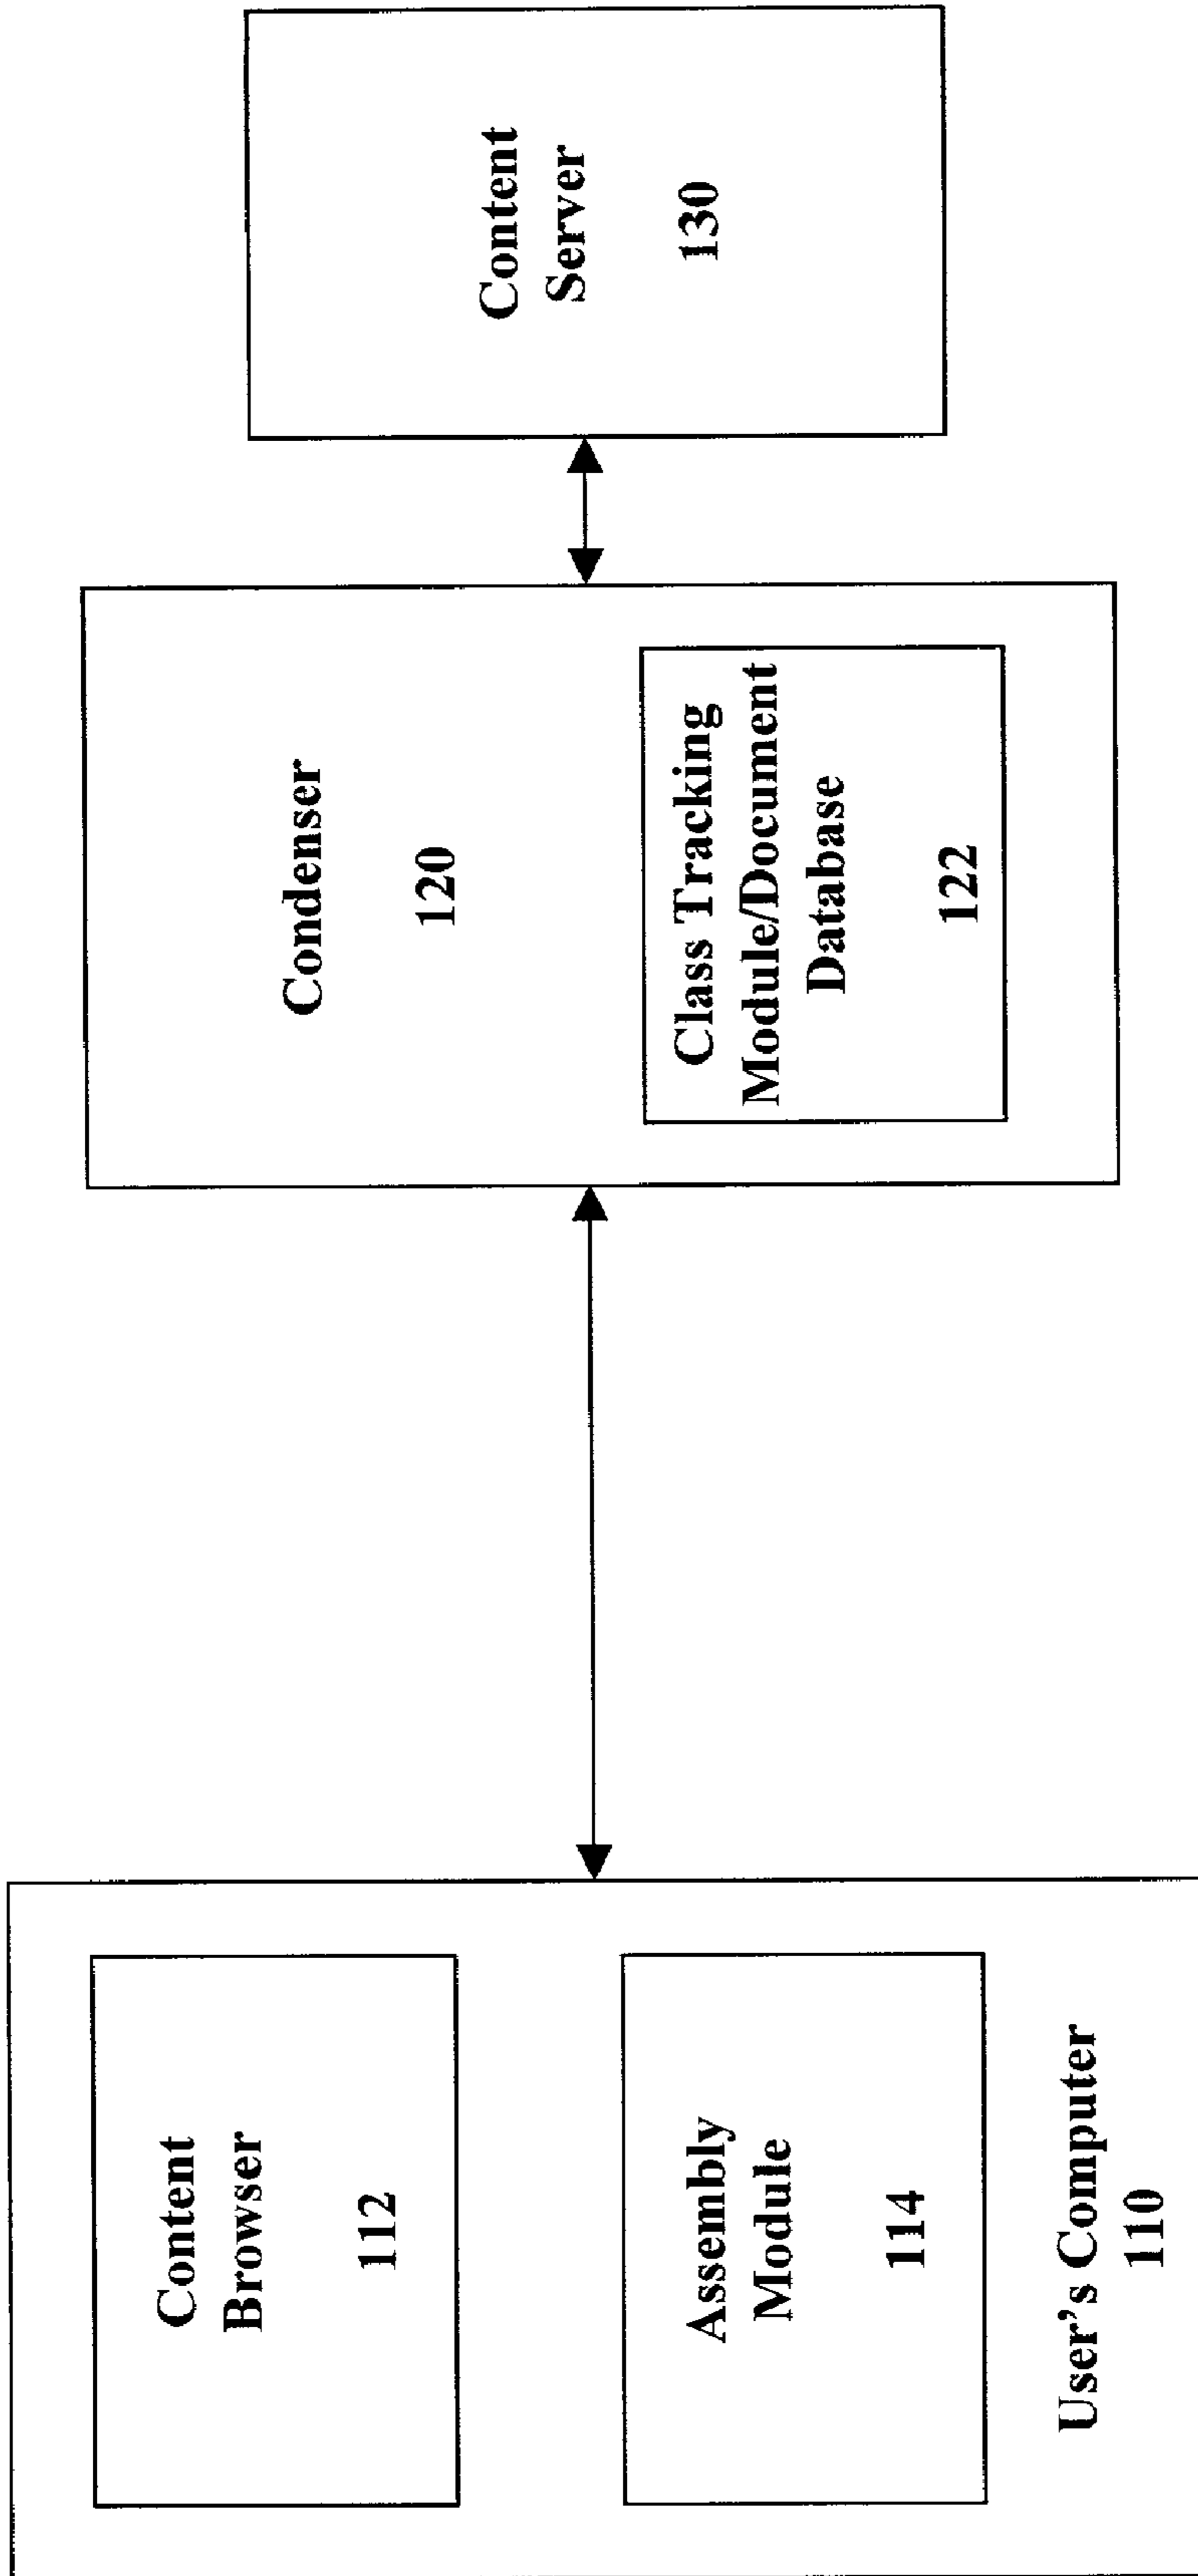 Content
Browser
112
Assembly
Module
114
User's Computer
110
Condenser
120
Class Tracking
Module/Document
Database
122
Content
Server
130